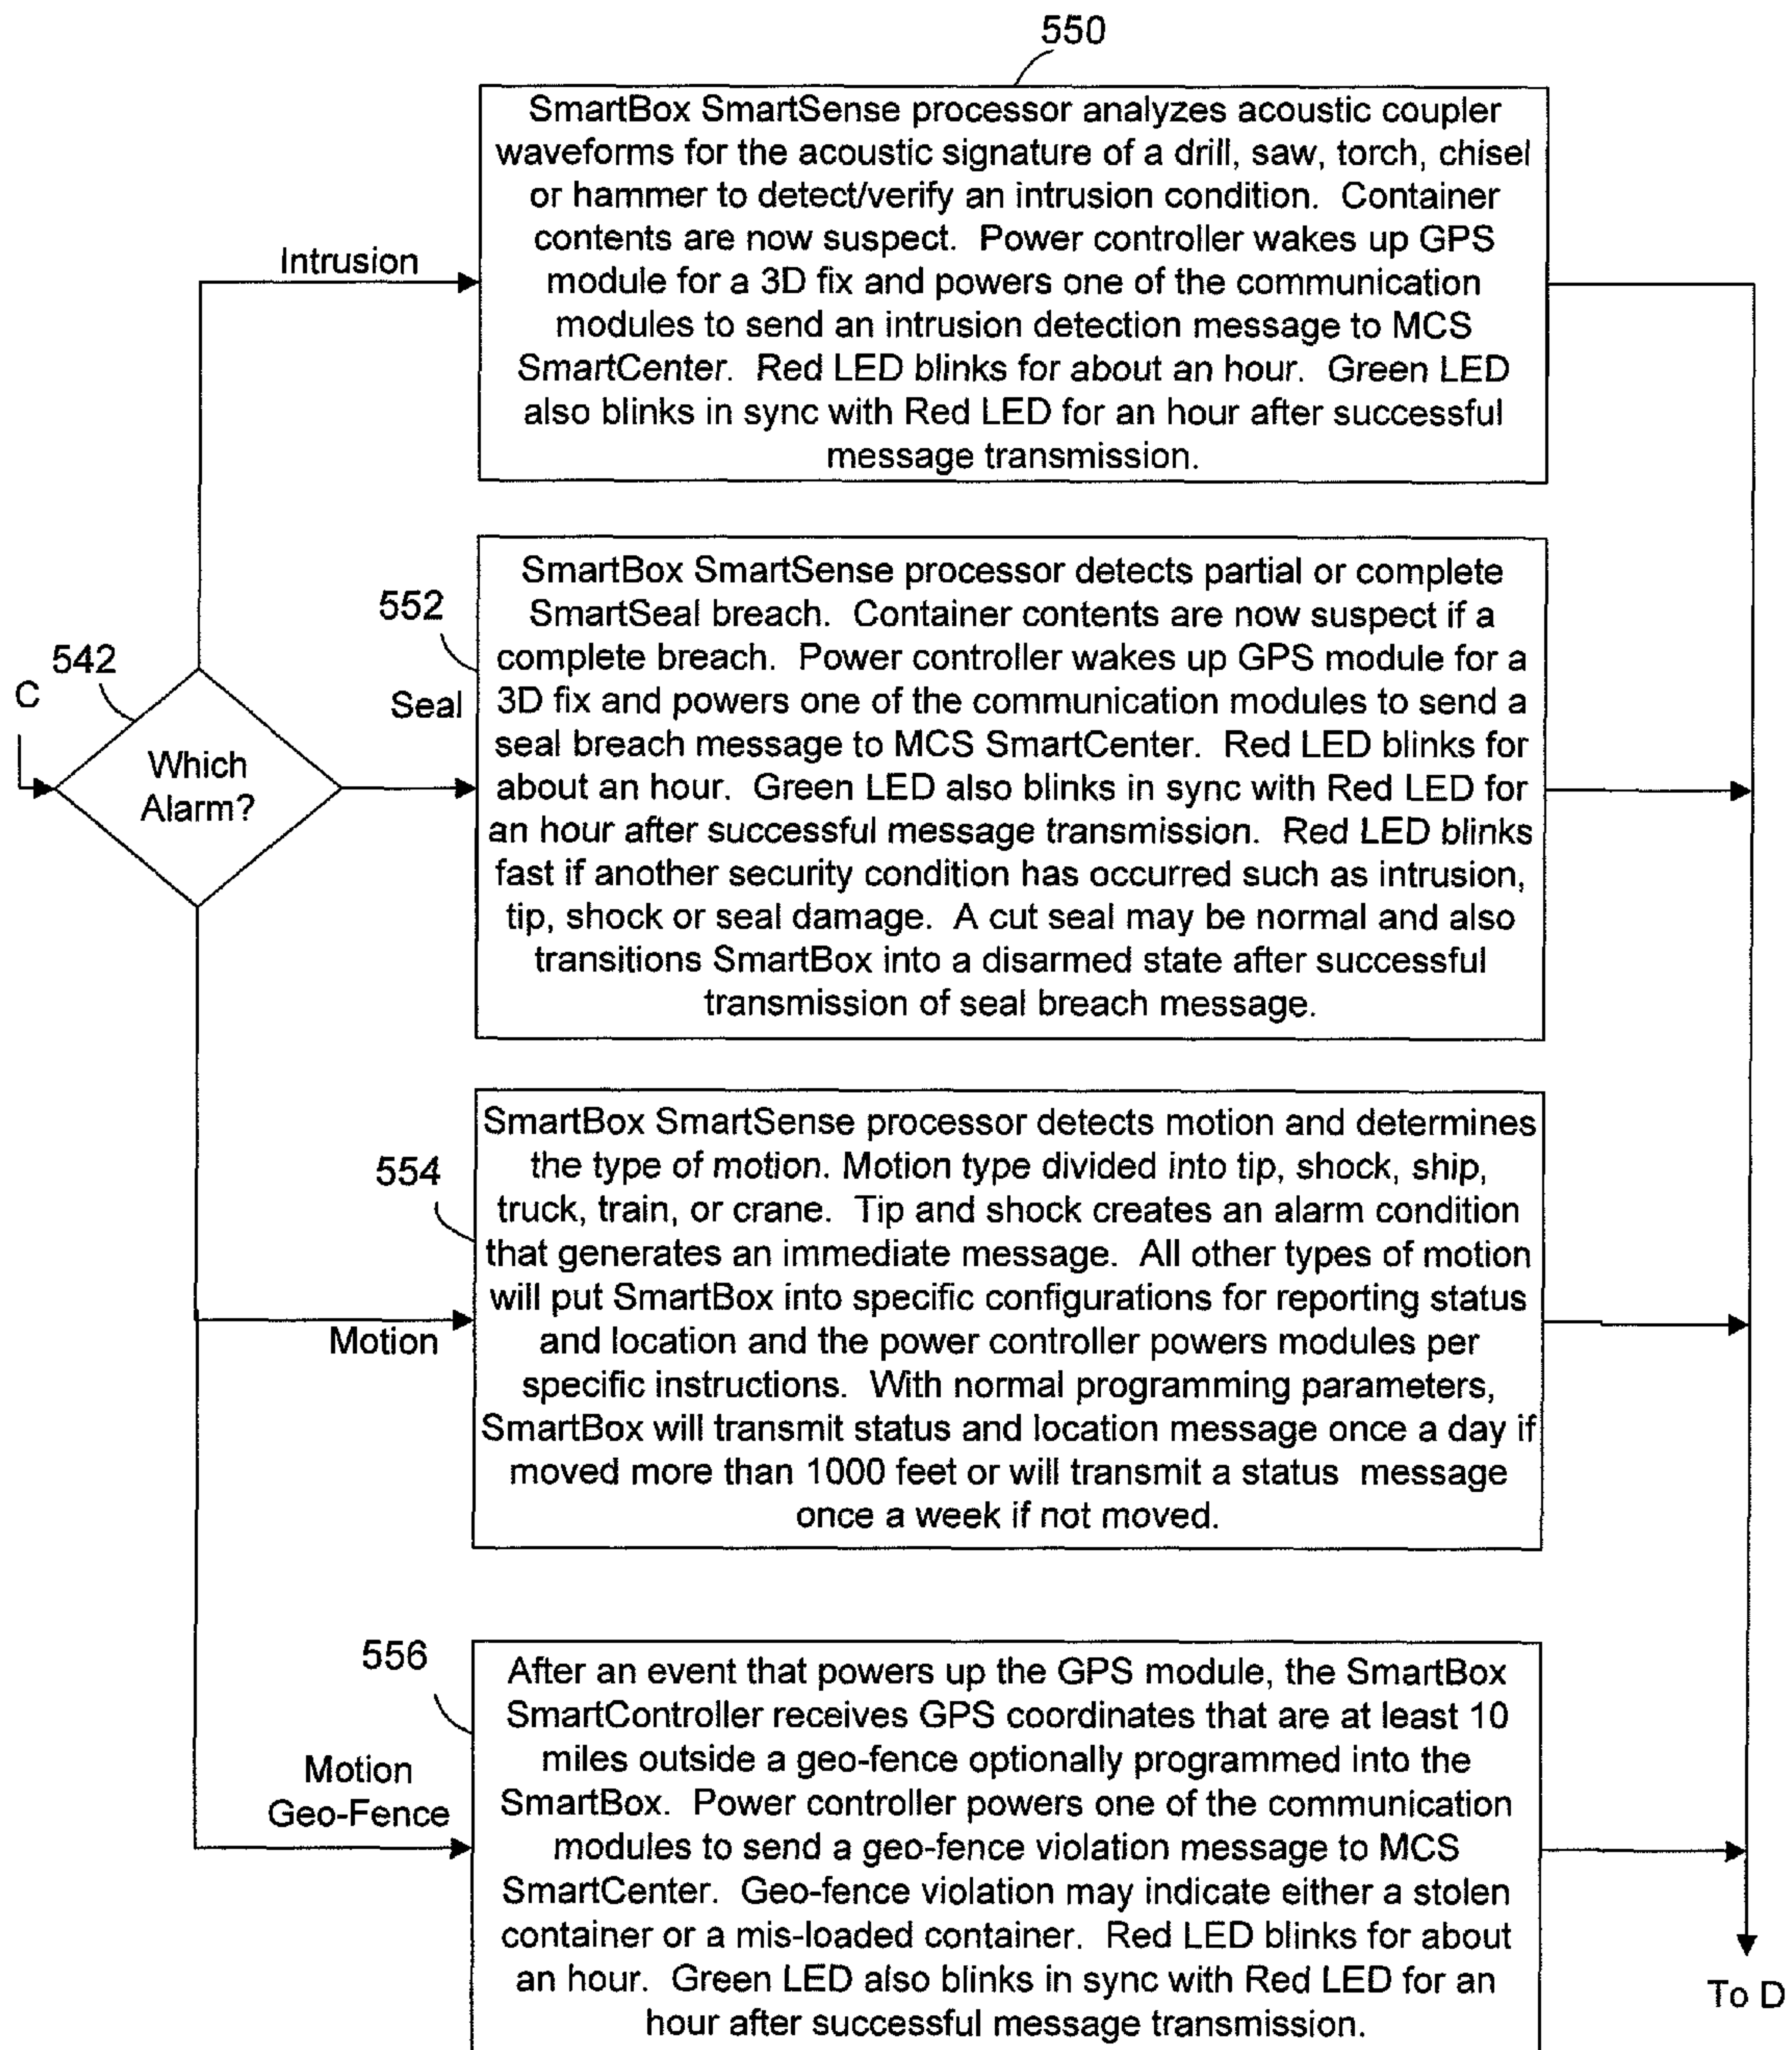 550
SmartBox SmartSense processor analyzes acoustic coupler
waveforms for the acoustic signature of a drill, saw, torch, chisel
or hammer to detect/verify an intrusion condition. Container
contents are now suspect. Power controller wakes up GPS
module for a 3D fix and powers one of the communication
modules to send an intrusion detection message to MCS
SmartCenter. Red LED blinks for about an hour. Green LED
also blinks in sync with Red LED for an hour after successful
message transmission.
Intrusion
552
SmartBox SmartSense processor detects partial or complete
SmartSeal breach. Container contents are now suspect if a
complete breach. Power controller wakes up GPS module for a
3D fix and powers one of the communication modules to send a
seal breach message to MCS SmartCenter. Red LED blinks for
about an hour. Green LED also blinks in sync with Red LED for
an hour after successful message transmission. Red LED blinks
fast if another security condition has occurred such as intrusion,
tip, shock or seal damage. A cut seal may be normal and also
transitions SmartBox into a disarmed state after successful
transmission of seal breach message.
542
C
Seal
Which
Alarm?
554
SmartBox SmartSense processor detects motion and determines
the type of motion. Motion type divided into tip, shock, ship,
truck, train, or crane. Tip and shock creates an alarm condition
that generates an immediate message. All other types of motion
will put SmartBox into specific configurations for reporting status
and location and the power controller powers modules per
specific instructions. With normal programming parameters,
SmartBox will transmit status and location message once a day if
moved more than 1000 feet or will transmit a status message
once a week if not moved.
Motion
556
After an event that powers up the GPS module, the SmartBox
SmartController receives GPS coordinates that are at least 10
miles outside a geo-fence optionally programmed into the
SmartBox. Power controller powers one of the communication
modules to send a geo-fence violation message to MCS
SmartCenter. Geo-fence violation may indicate either a stolen
container or a mis-loaded container. Red LED blinks for about
an hour. Green LED also blinks in sync with Red LED for an
hour after successful message transmission.
Motion
Geo-Fence
To D